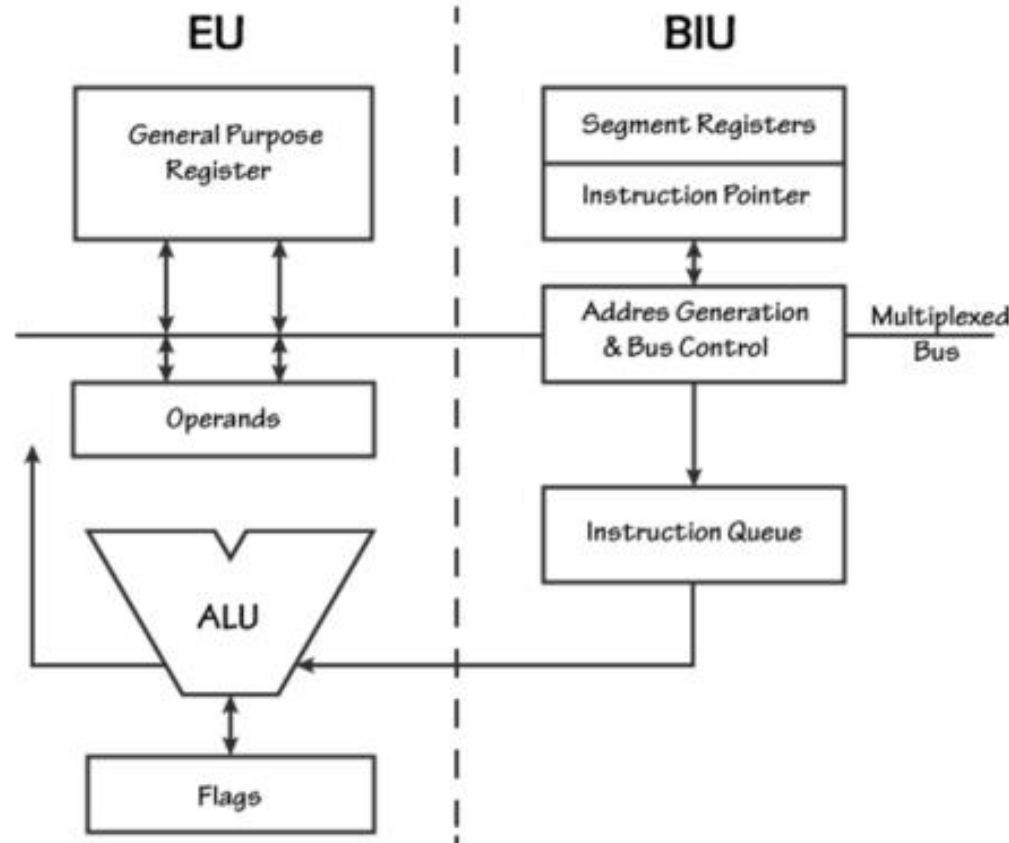 EU
BIU
General Purpose
Register
Segment Registers
Instruction Pointer
Addres Generation
& Bus Control
Multiplexed
Bus
Operands
Instruction Queue
ALU
Flags